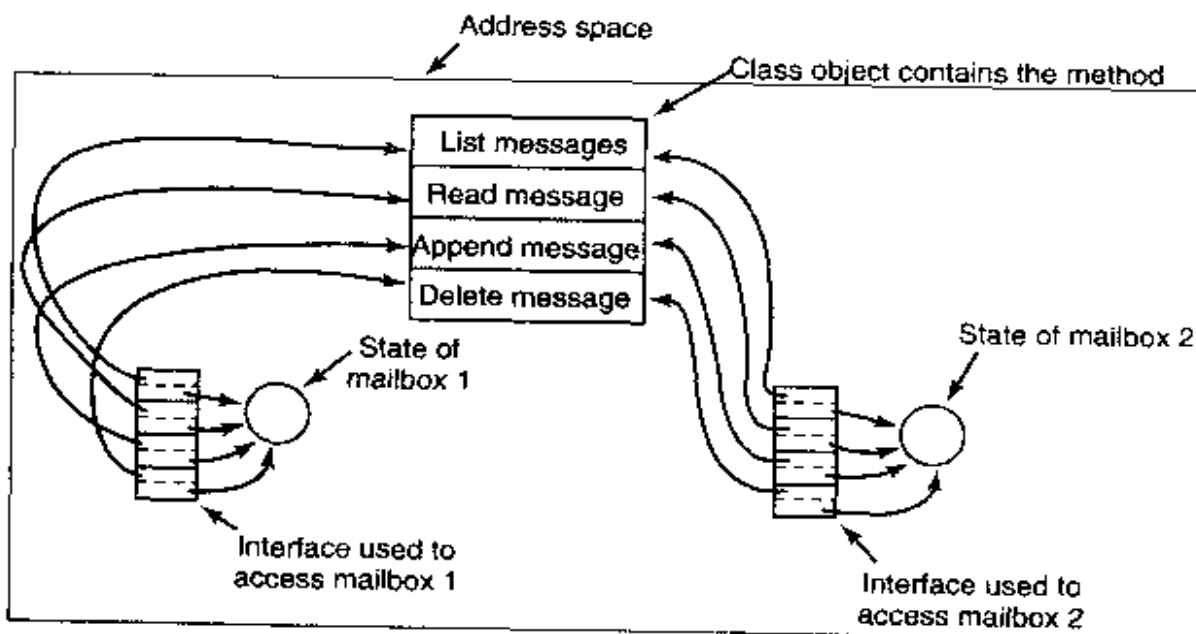 Address space
Class object contains the method
List messages
Read message
Append message
Delete message
State of
mailbox 1
State of mailbox 2
Interface used to
access mailbox 1
Interface used to
access mailbox 2